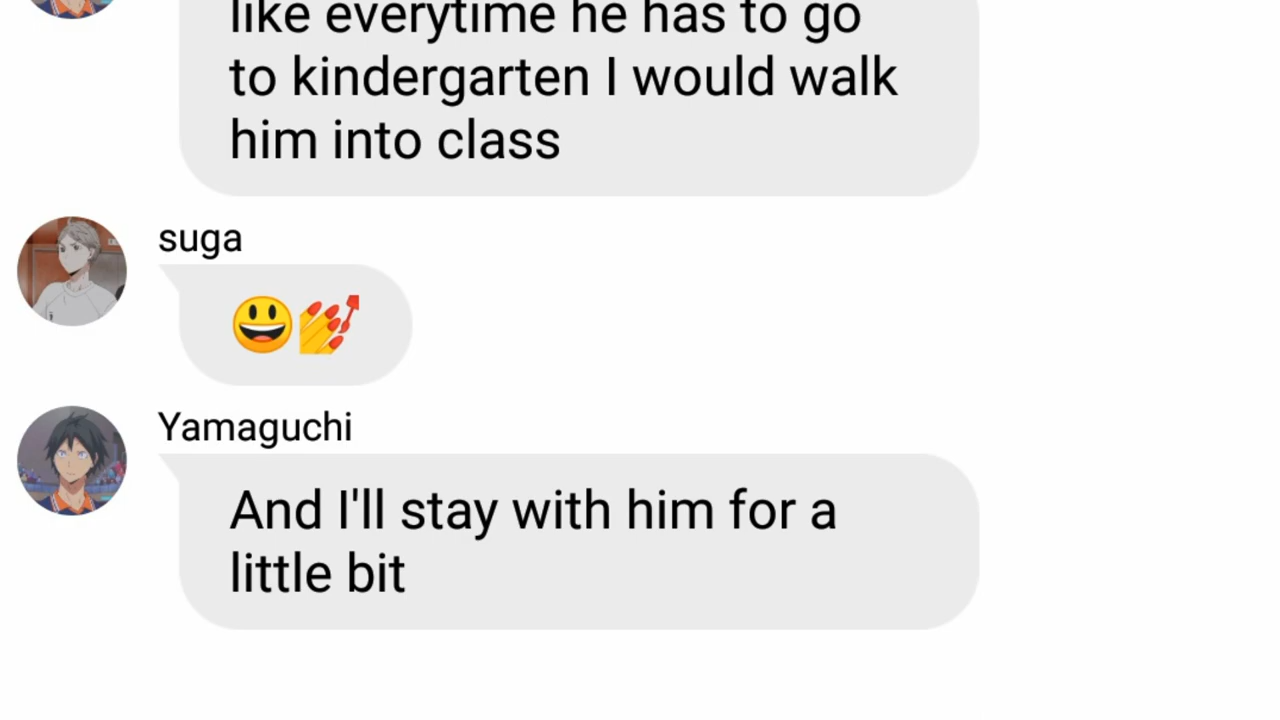 like everytime he has to go
to kindergarten I would walk
him into class
suga
😃💅
Yamaguchi
And I'll stay with him for a
little bit